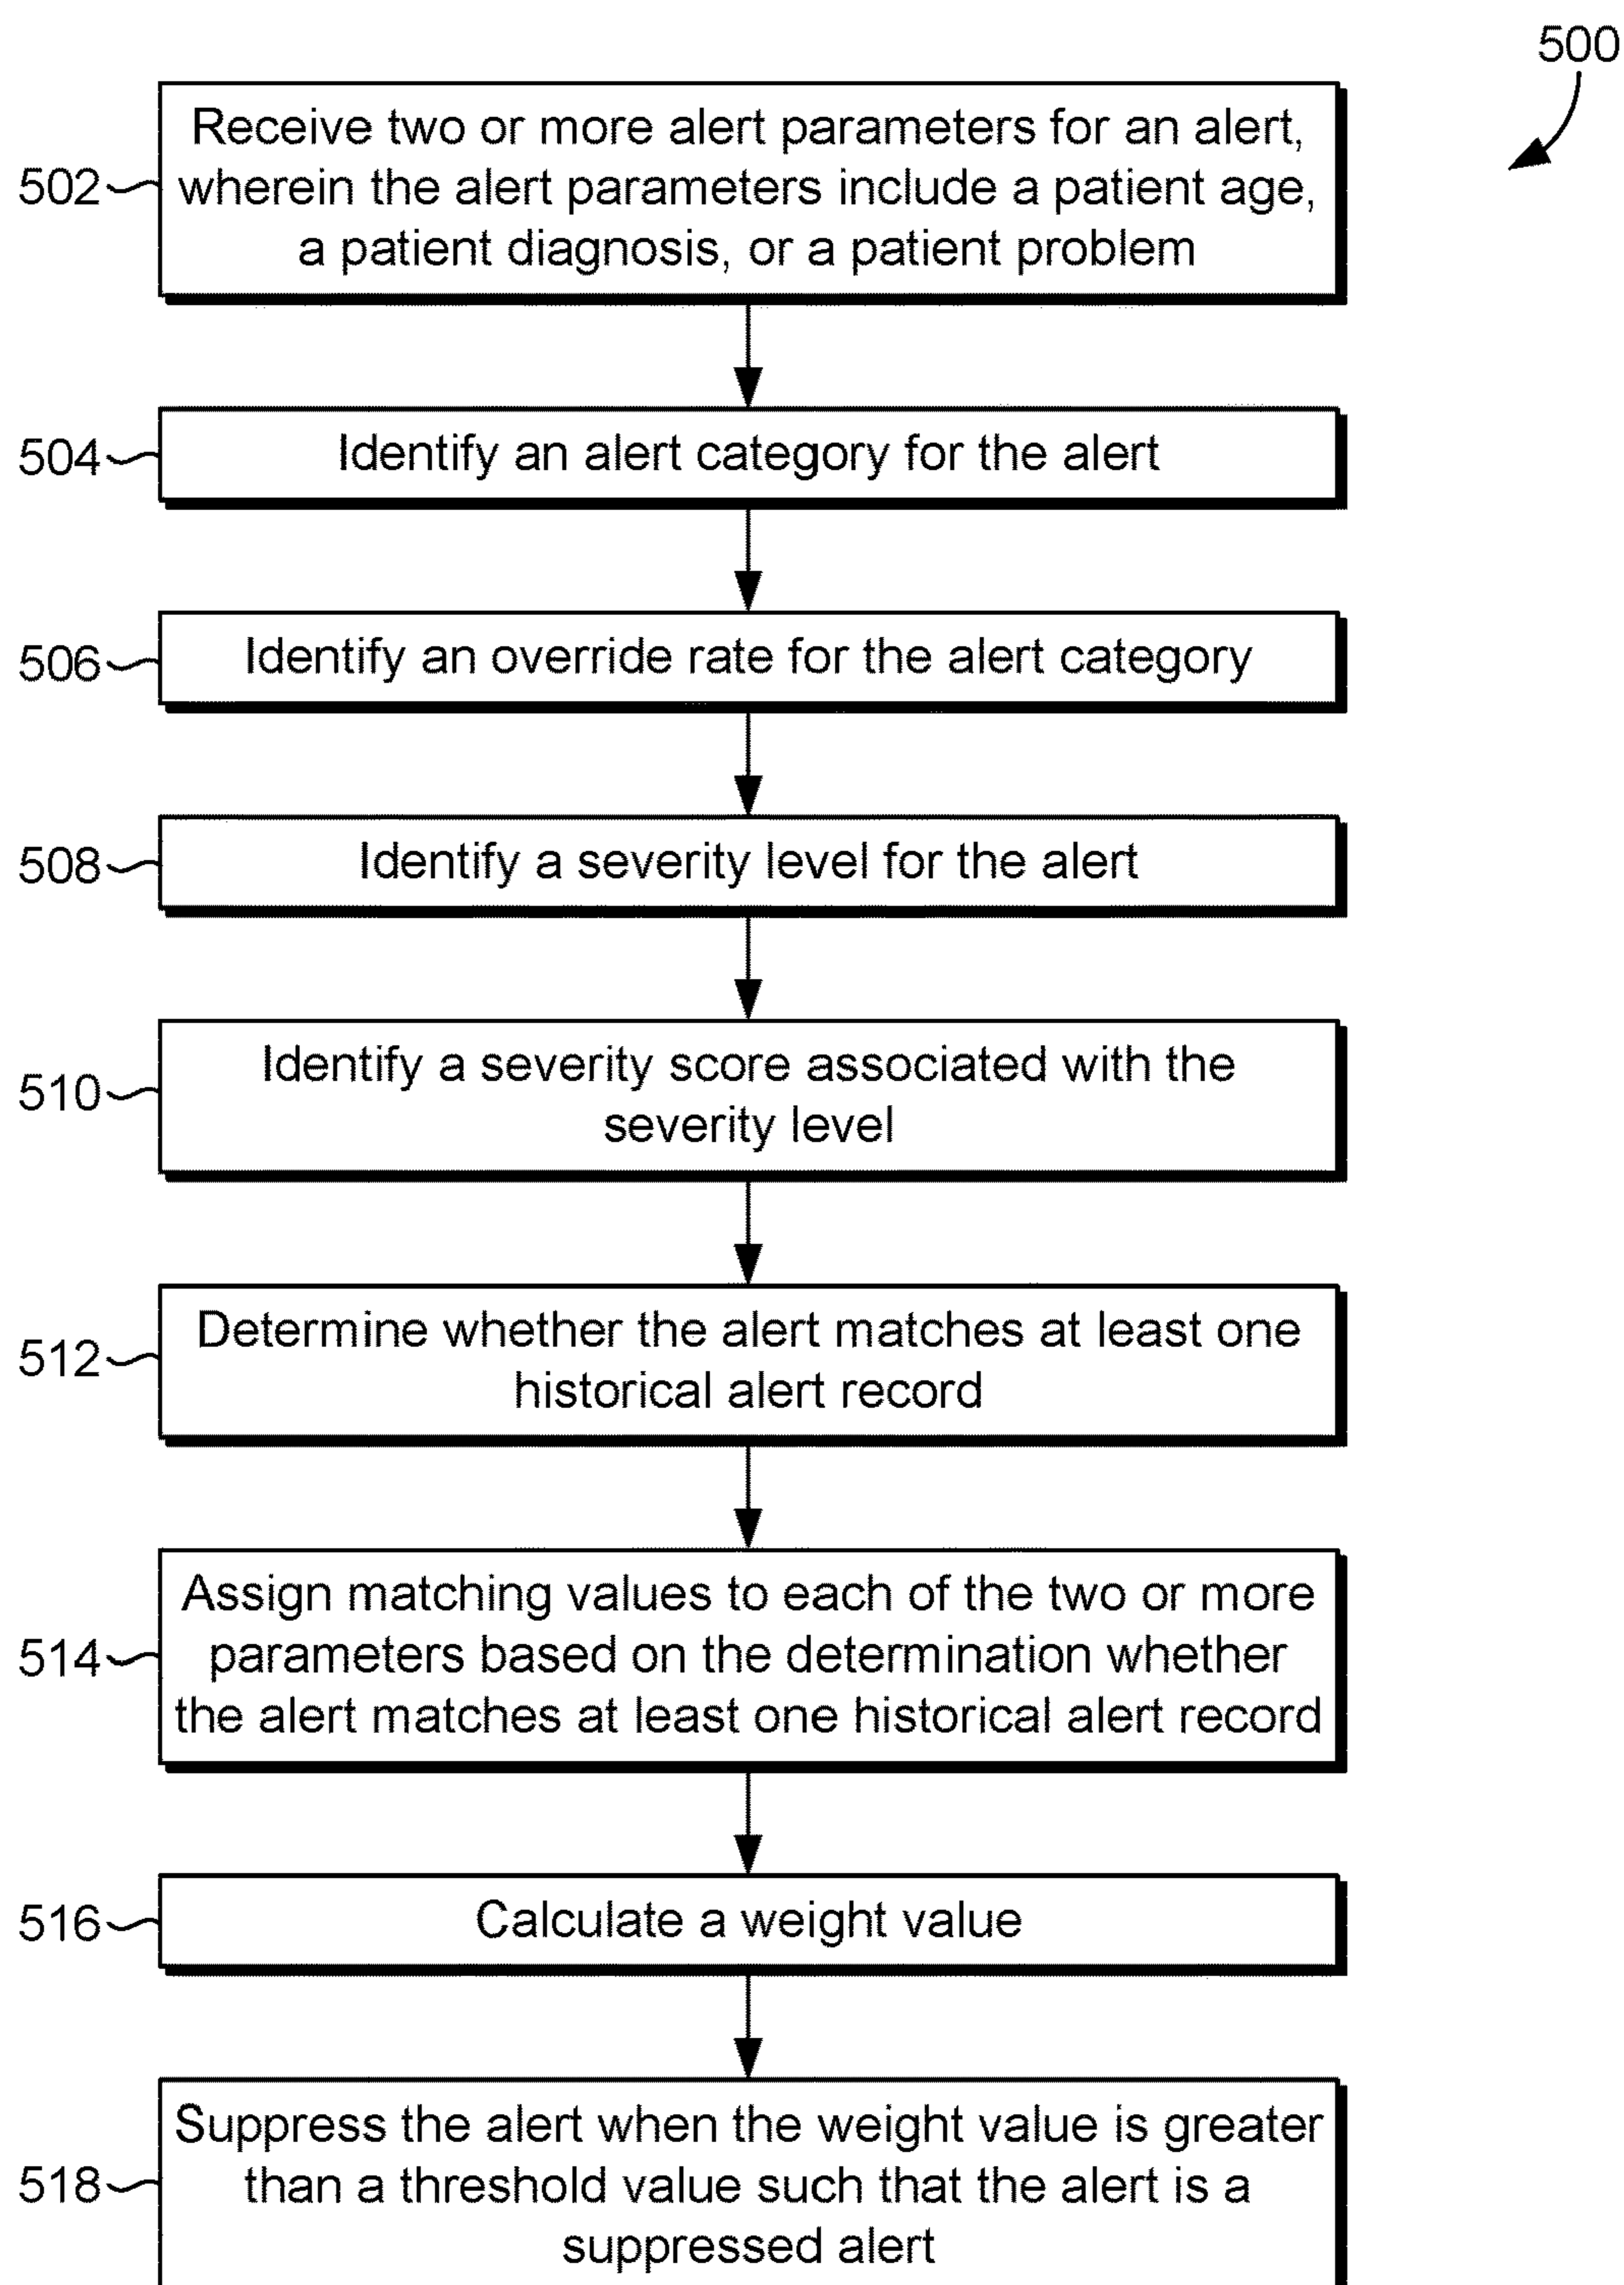 500
Receive two or more alert parameters for an alert,
wherein the alert parameters include a patient age,
a patient diagnosis, or a patient problem
502
Identify an alert category for the alert
504
Identify an override rate for the alert category
506
Identify a severity level for the alert
508
Identify a severity score associated with the
severity level
510
Determine whether the alert matches at least one
historical alert record
512
Assign matching values to each of the two or more
parameters based on the determination whether
the alert matches at least one historical alert record
514
Calculate a weight value
516
Suppress the alert when the weight value is greater
than a threshold value such that the alert is a
suppressed alert
518